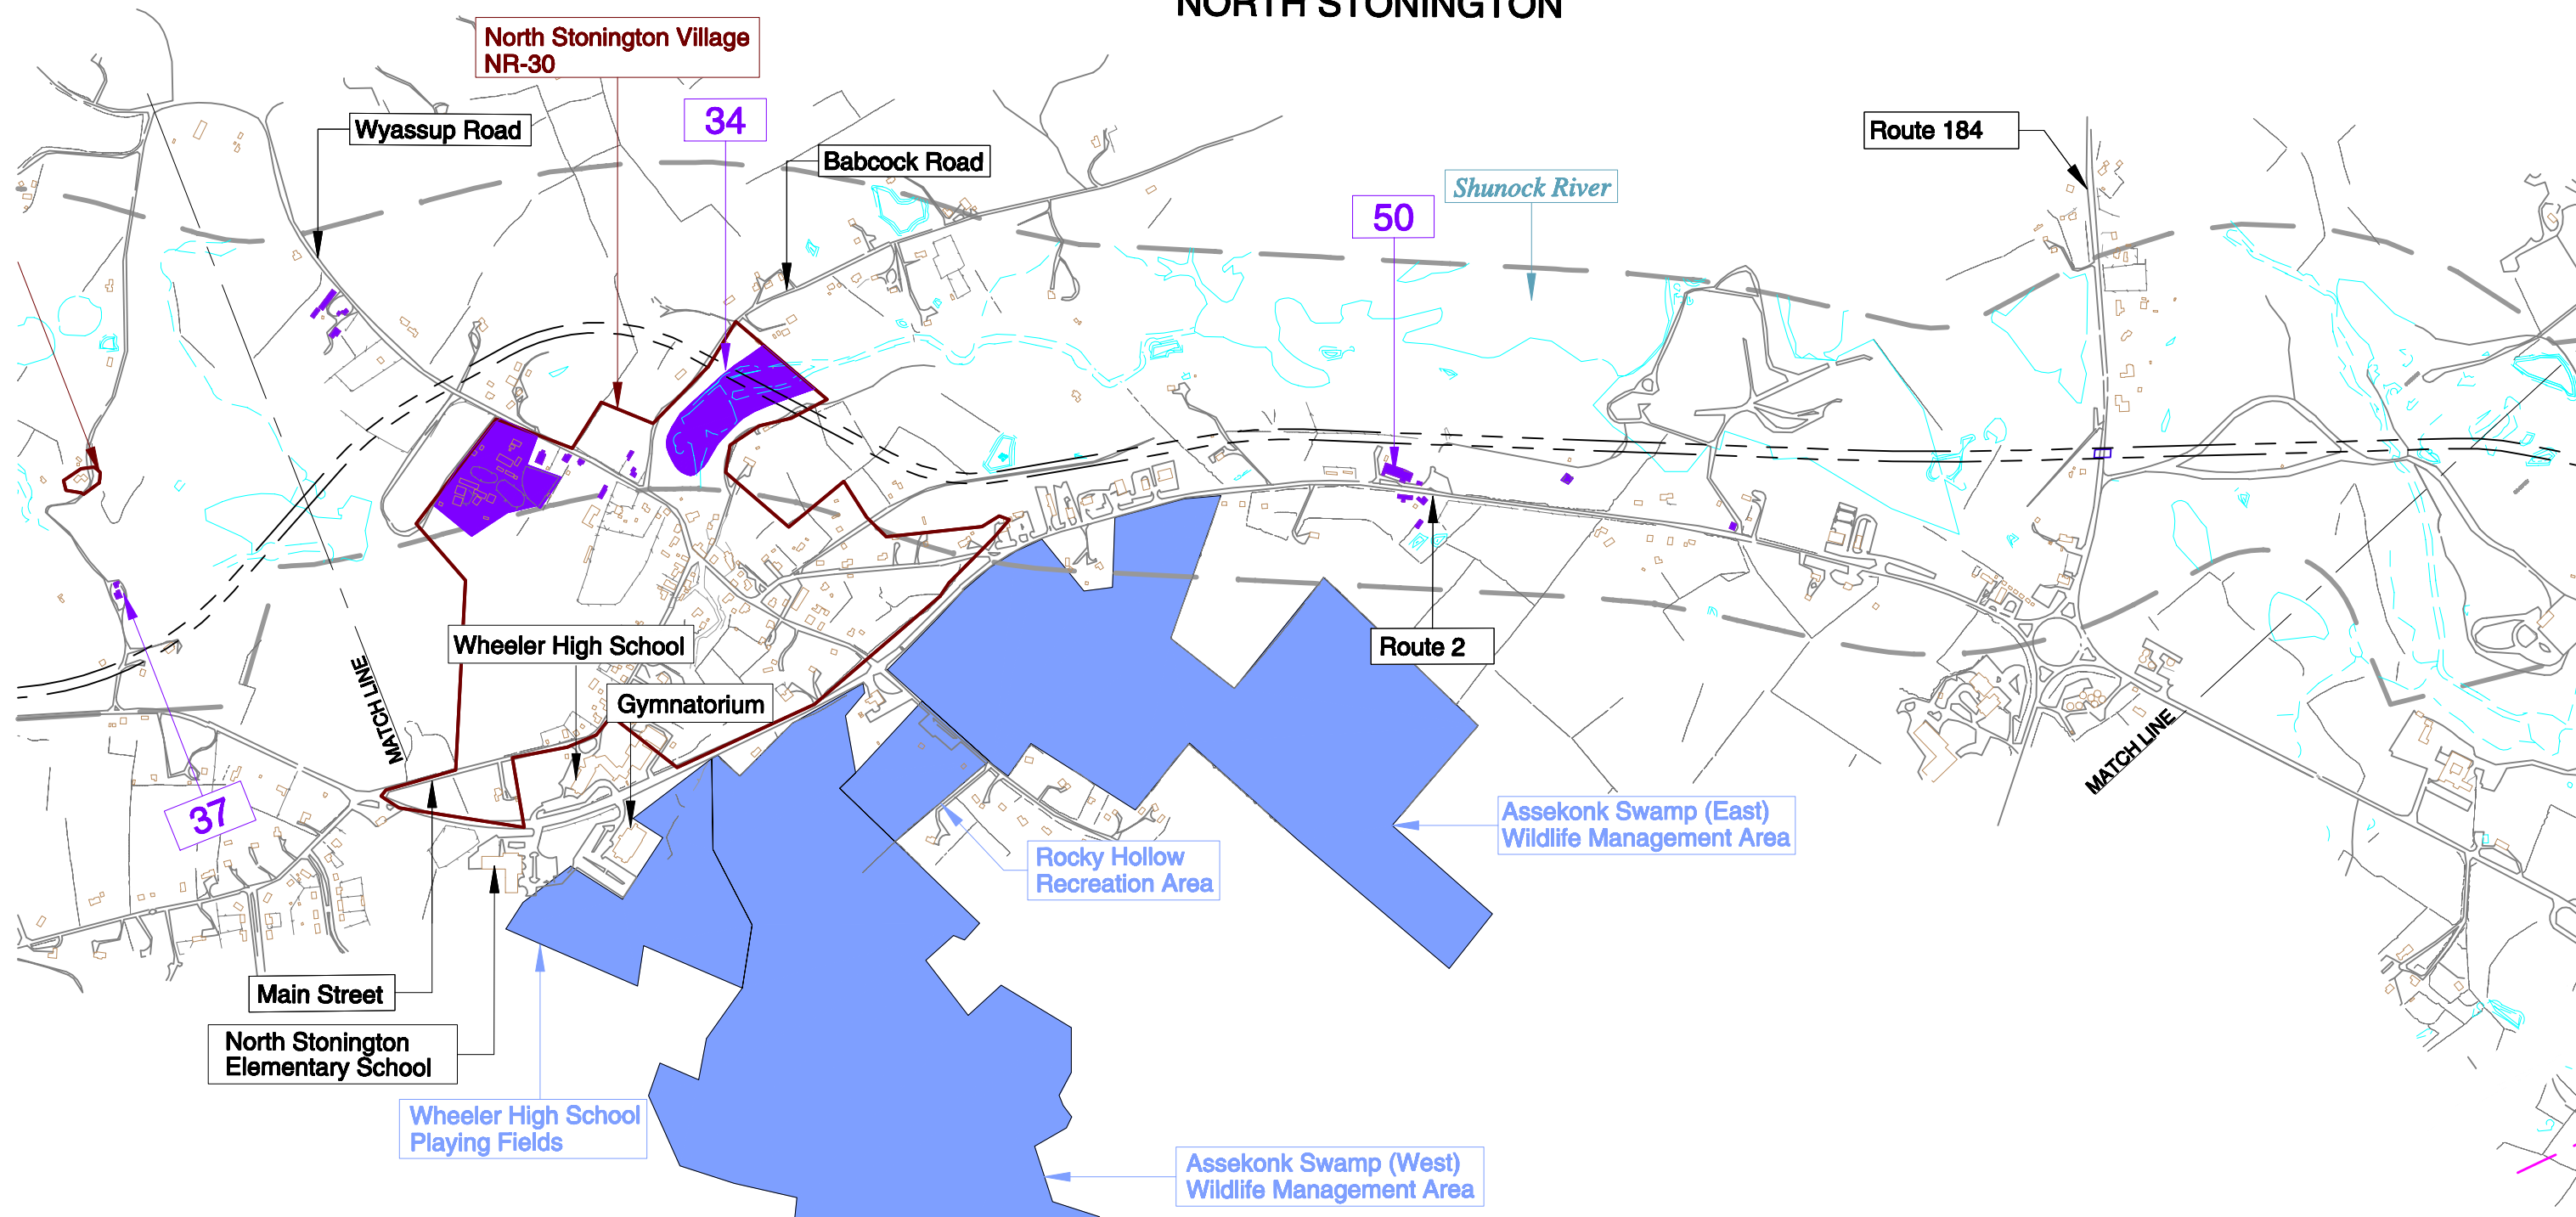 NORTH STONINGTON
North Stonington Village
NR-30
34
Wyassup Road
Babcock Road
Route 184
Shunock River
50
Wheeler High School
Route 2
MATCH LINE
Gymnatorium
MATCH LINE
37
Assekonk Swamp (East)
Wildlife Management Area
Rocky Hollow
Recreation Area
Main Street
North Stonington
Elementary School
Wheeler High School
Playing Fields
Assekonk Swamp (West)
Wildlife Management Area